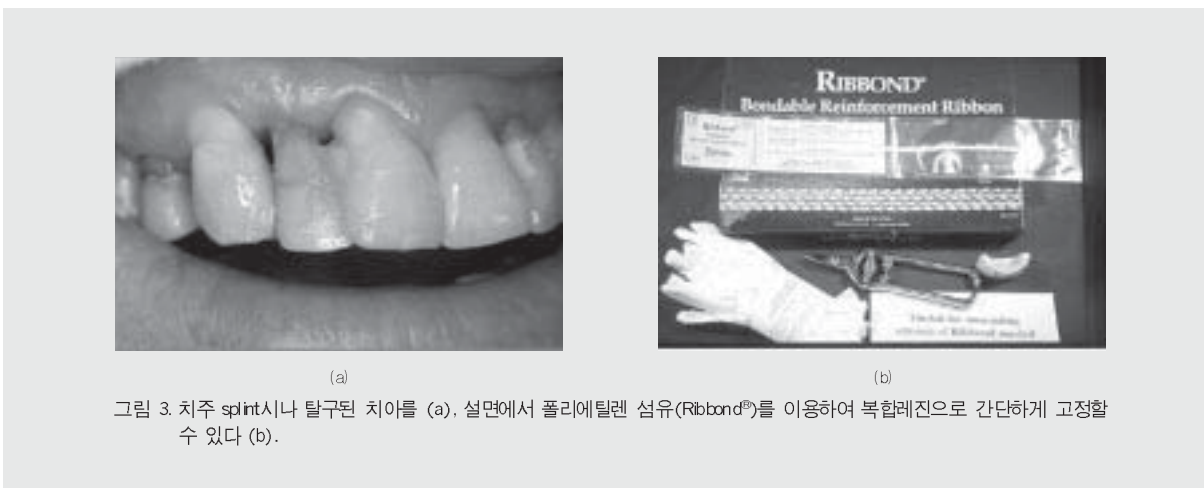 RIBBOND®
Bondable Reinforcement Ribbon
(a)
(b)
그림 3. 치주 splint시나 탈구된 치아를 (a), 설면에서 폴리에틸렌 섬유(Ribbond®)를 이용하여 복합레진으로 간단하게 고정할
수 있다 (b).